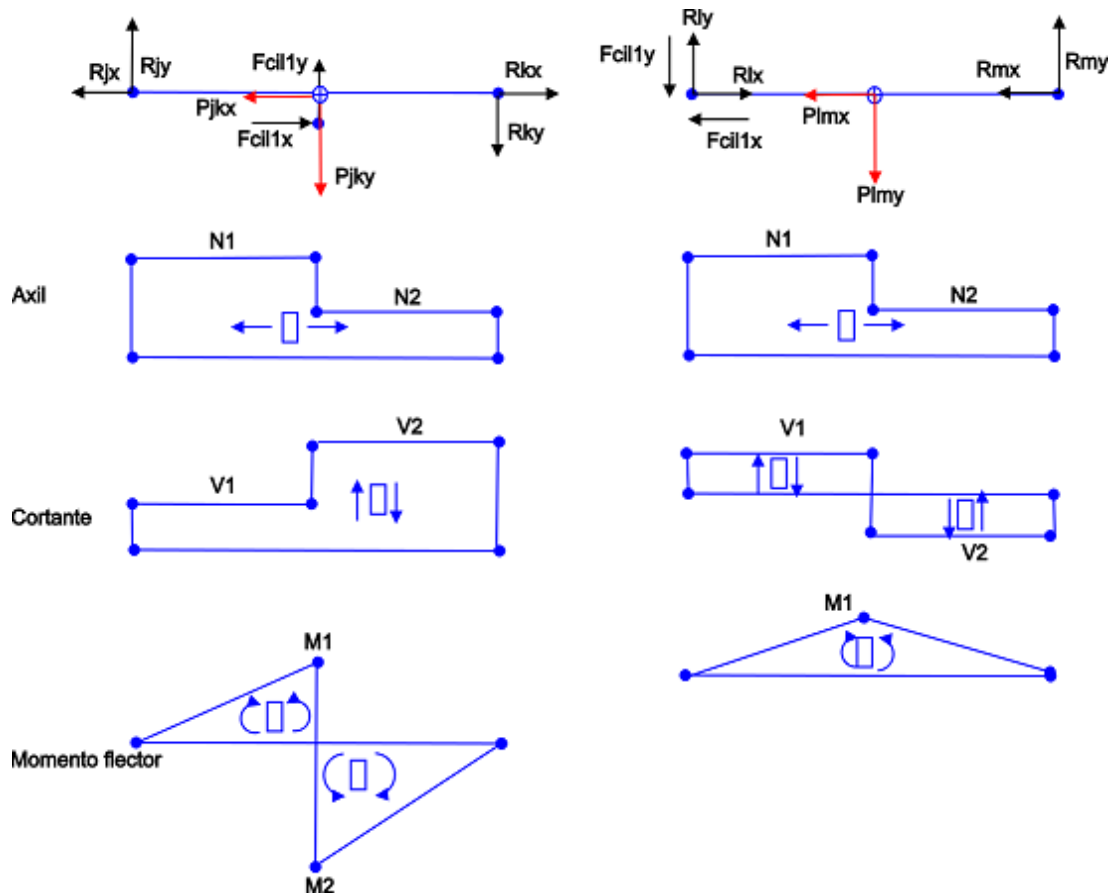 Rjx
Rjy
Fcil1y
Pjkx
Fcil1x
Pjky
Rkx
Rky
Fcil1y
Rly
Rlx
Fcil1x
Plmx
Plmy
Rmx
Rmy
Axil
N1
N2
N1
N2
Cortante
V1
V2
V1
V2
Momento flector
M1
M2
M1